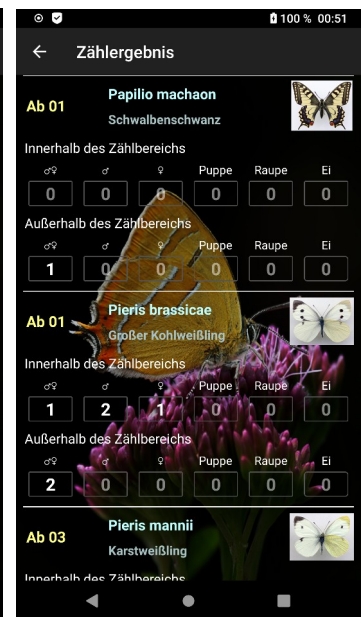 100 % 00:51
Zählergebnis
Ab 01
Papilio machaon
Schwalbenschwanz
Innerhalb des Zählbereichs
♂♀ ♂ ♀ Puppe Raupe Ei
0 0 0 0 0 0
Außerhalb des Zählbereichs
♂♀ ♂ ♀ Puppe Raupe Ei
1 0 0 0 0 0
Ab 01
Pieris brassicae
Großer Kohlweißling
Innerhalb des Zählbereichs
♂♀ ♂ ♀ Puppe Raupe Ei
1 2 1 0 0 0
Außerhalb des Zählbereichs
♂♀ ♂ ♀ Puppe Raupe Ei
2 0 0 0 0 0
Ab 03
Pieris mannii
Karstweißling
Innerhalb des Zählbereichs